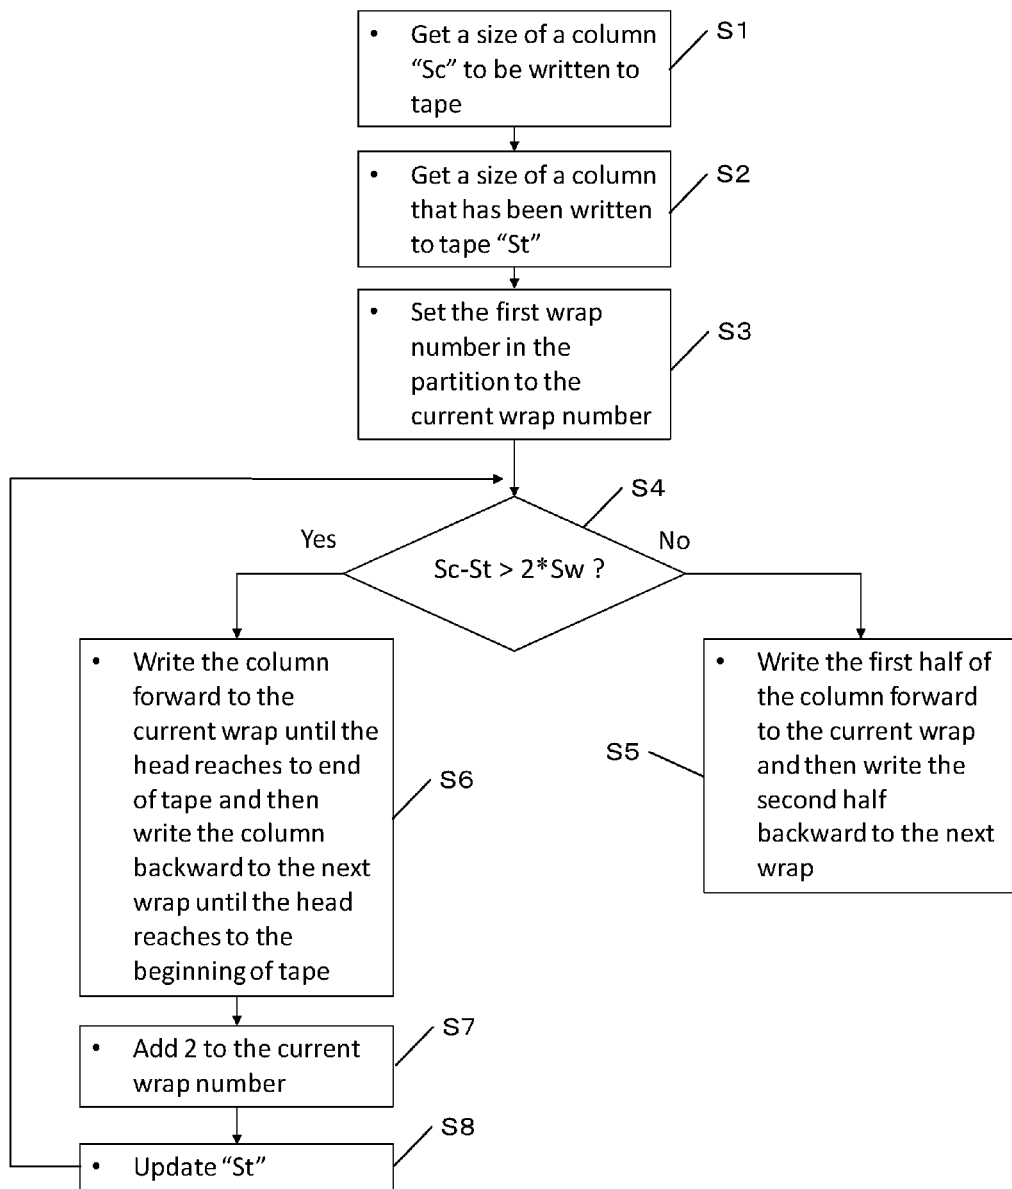 • Get a size of a column
"Sc" to be written to
tape
S1
• Get a size of a column
that has been written
to tape "St"
S2
• Set the first wrap
number in the
partition to the
current wrap number
S3
S4
Yes
No
Sc-St > 2*Sw ?
• Write the column
forward to the
current wrap until the
head reaches to end
of tape and then
write the column
backward to the next
wrap until the head
reaches to the
beginning of tape
S6
• Write the first half of
the column forward
to the current wrap
and then write the
second half
backward to the next
wrap
S5
• Add 2 to the current
wrap number
S7
• Update "St"
S8